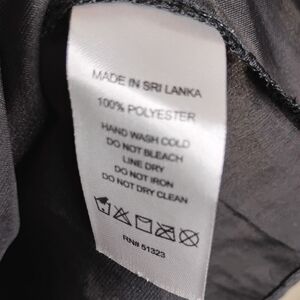 MADE IN SRI LANKA
100% POLYESTER
HAND WASH COLD
DO NOT BLEACH
LINE DRY
DO NOT IRON
DO NOT DRY CLEAN
RN# 51323